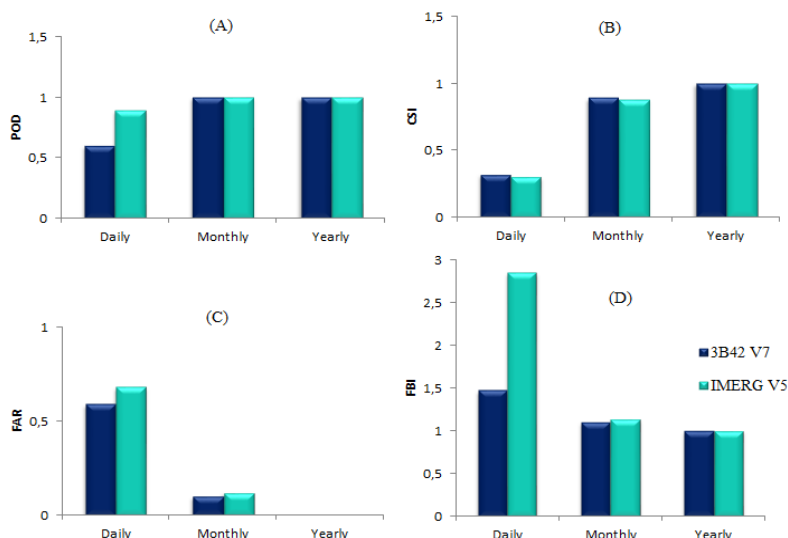 (A)
1,5
1
0,5
0
POD
Daily Monthly Yearly
(B)
1,5
1
0,5
0
CSI
Daily Monthly Yearly
(C)
1
0,5
0
FAR
Daily Monthly Yearly
(D)
3
2,5
2
1,5
1
0,5
0
FBI
3B42 V7
IMERG V5
Daily Monthly Yearly